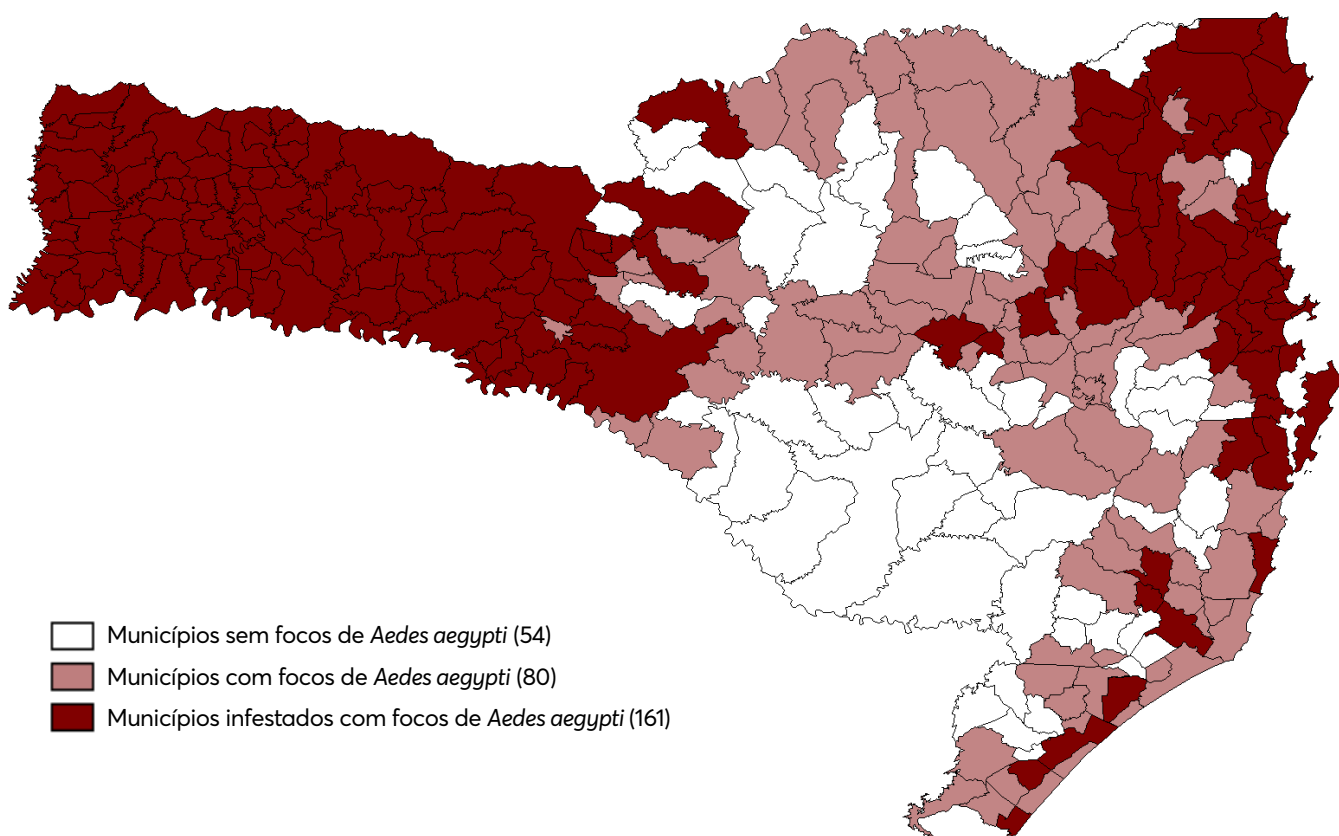 Municípios sem focos de Aedes aegypti (54)
Municípios com focos de Aedes aegypti (80)
Municípios infestados com focos de Aedes aegypti (161)